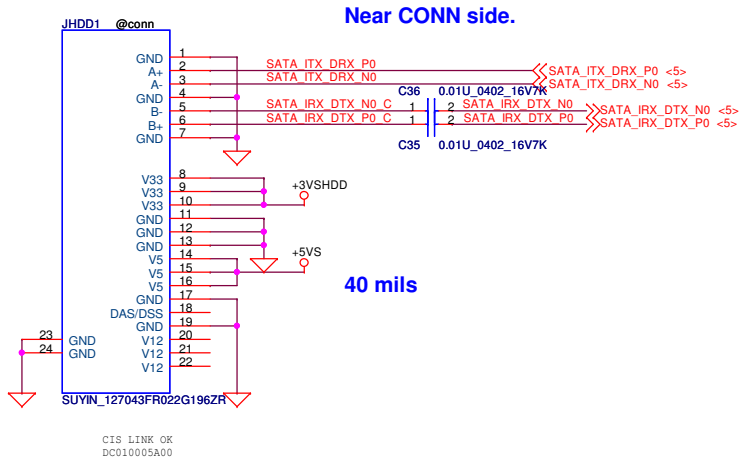 Near CONN side.
JHDD1 @conn
GND 1
A+ 2 SATA_ITX_DRX_P0 SATA_ITX_DRX_P0 <5>
A- 3 SATA_ITX_DRX_N0 SATA_ITX_DRX_N0 <5>
GND 4
C36 0.01U_0402_16V7K
B- 5 SATA_IRX_DTX_N0_C 1 2 SATA_IRX_DTX_N0 SATA_IRX_DTX_N0 <5>
B+ 6 SATA_IRX_DTX_P0_C 1 2 SATA_IRX_DTX_P0 SATA_IRX_DTX_P0 <5>
GND 7
C35 0.01U_0402_16V7K
V33 8
+3VSHDD
V33 9
V33 10
GND 11
GND 12
GND 13
+5VS
V5 14
V5 15
V5 16
40 mils
GND 17
DAS/DSS 18
GND 19
23 GND
V12 20
24 GND
V12 21
V12 22
SUYIN_127043FR022G196ZR
CIS LINK OK
DC010005A00